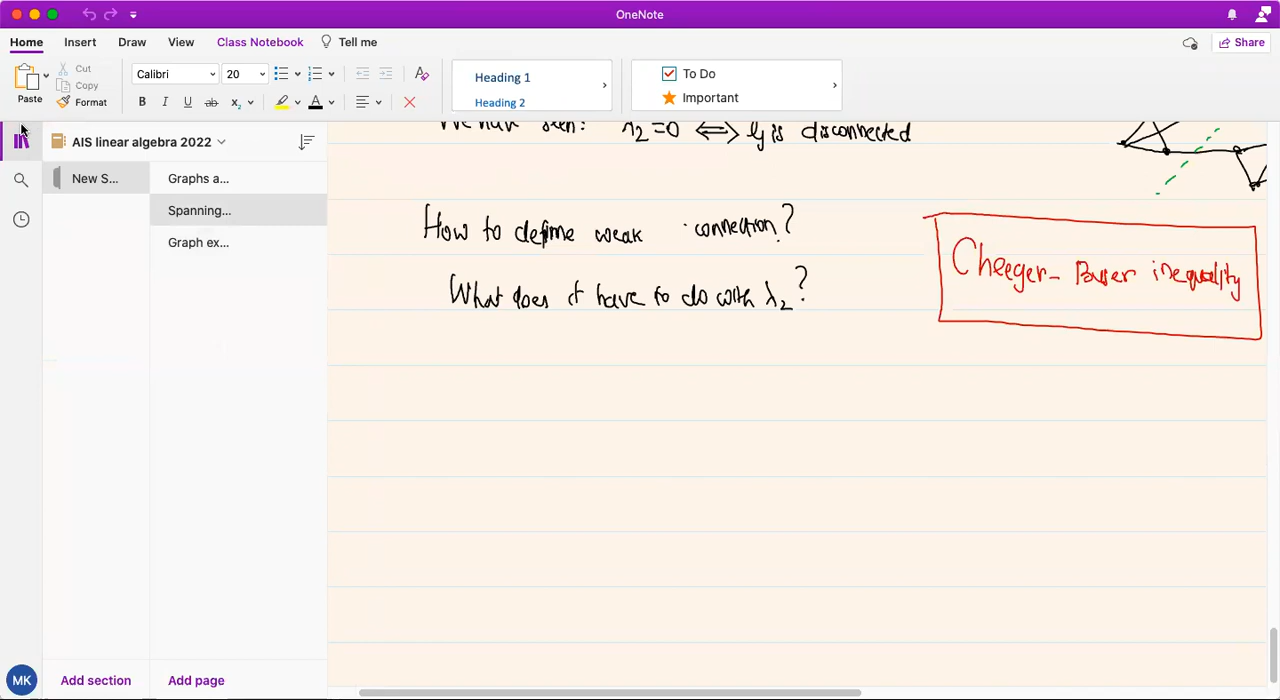 OneNote
Home Insert Draw View Class Notebook Tell me Share
Paste Cut Copy Format Calibri 20 Heading 1 Heading 2 To Do Important
AIS linear algebra 2022
New S...
Graphs a...
Spanning...
Graph ex...
We have seen: λ₂=0 ⟺ G is disconnected
How to define weak connection?
What does it have to do with λ₂?
Cheeger-Buser inequality
MK Add section Add page